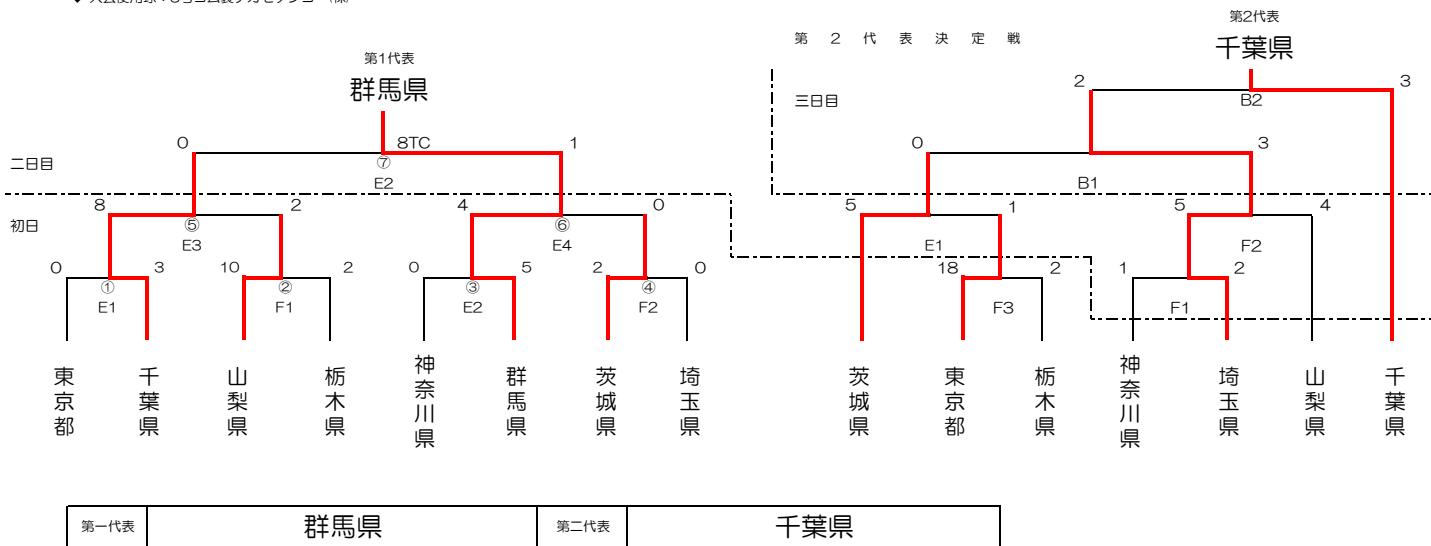 第2代表
第 2 代 表 決 定 戦
千葉県
第1代表
群馬県
2
3
三日目
B2
0
8TC
1
0
3
二日目
⑦
E2
B1
8
2
4
0
5
1
5
4
初日
⑤
⑥
E3
E4
E1
F2
0
3
10
2
0
5
2
0
18
2
1
2
①
②
③
④
E1
F1
E2
F2
F3
F1
東京都
千葉県
山梨県
栃木県
神奈川県
群馬県
茨城県
埼玉県
茨城県
東京都
栃木県
神奈川県
埼玉県
山梨県
千葉県
第一代表
群馬県
第二代表
千葉県